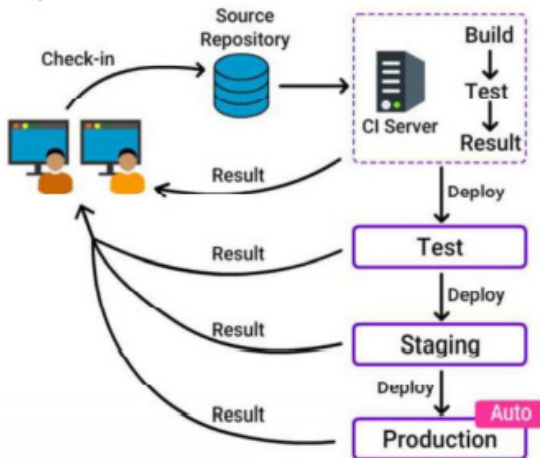 Source
Repository
Check-in
Build
Test
Result
CI Server
Result
Deploy
Result
Test
Deploy
Result
Staging
Deploy
Auto
Result
Production